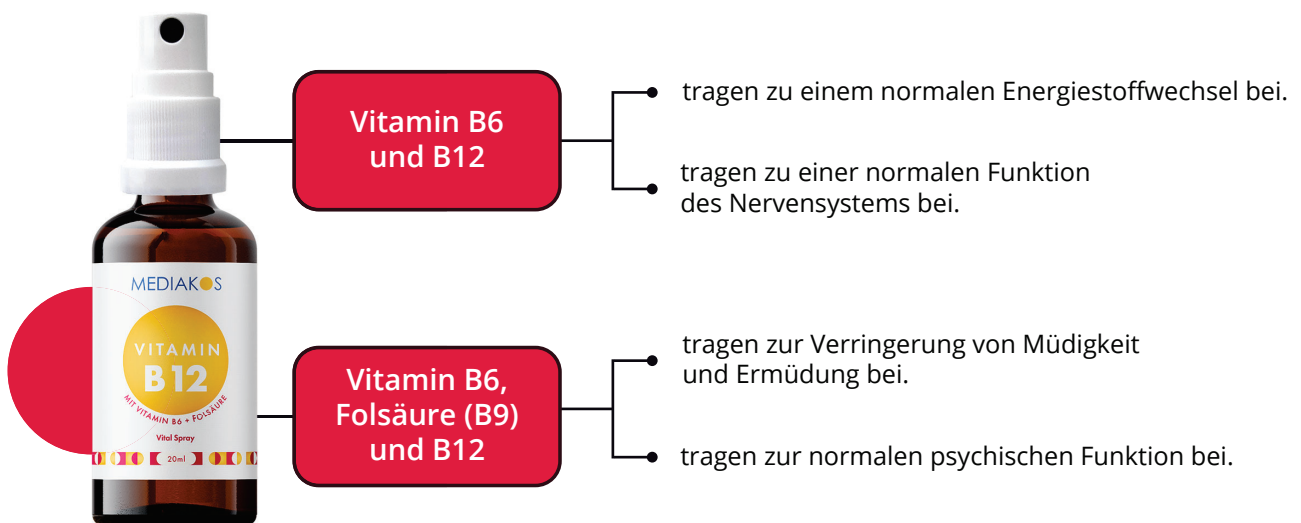 Vitamin B6
und B12
tragen zu einem normalen Energiestoffwechsel bei.
tragen zu einer normalen Funktion
des Nervensystems bei.
MEDIAKOS
VITAMIN
B12
MIT VITAMIN B6 + FOLSÄURE
Vital Spray
20ml
Vitamin B6,
Folsäure (B9)
und B12
tragen zur Verringerung von Müdigkeit
und Ermüdung bei.
tragen zur normalen psychischen Funktion bei.